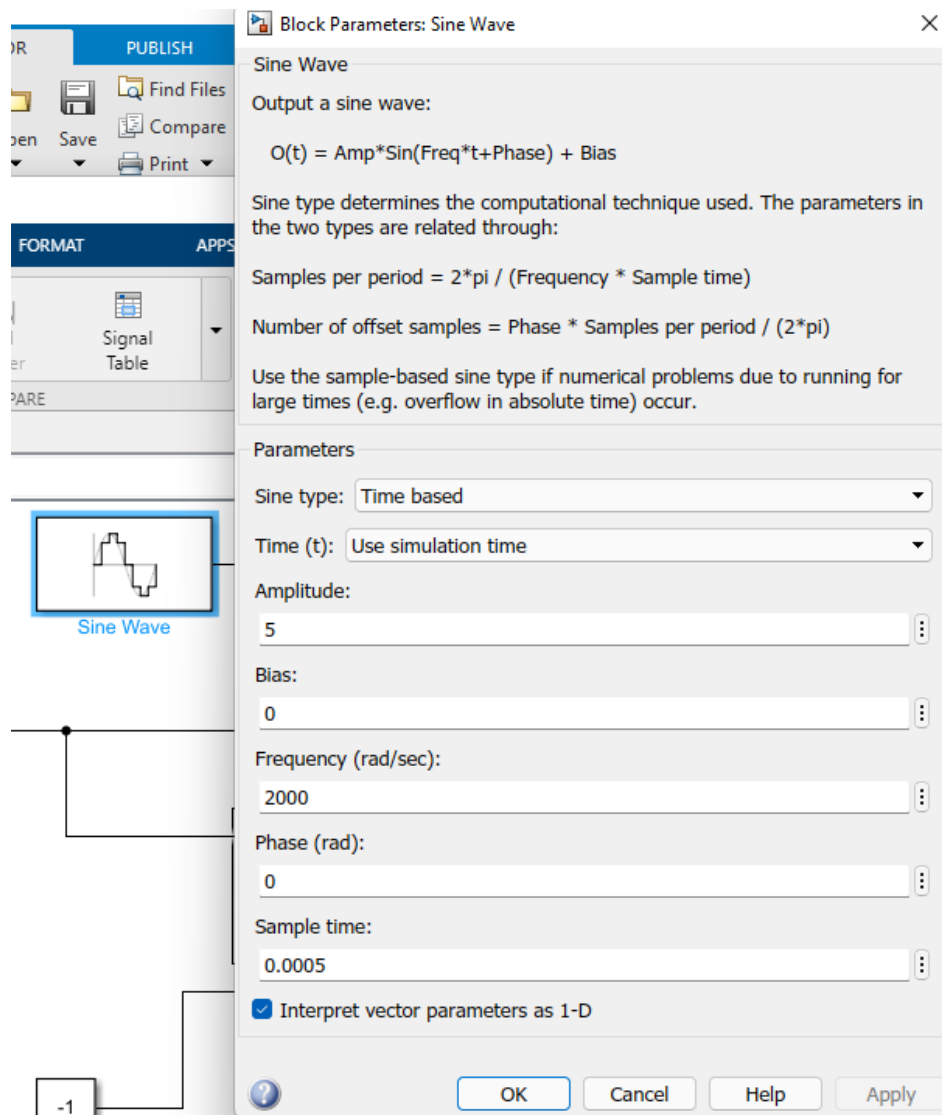 Block Parameters: Sine Wave
PUBLISH
Find Files
Compare
Print
Save
FORMAT
APPS
Signal
Table
Sine Wave
-1
Sine Wave
Output a sine wave:
O(t) = Amp*Sin(Freq*t+Phase) + Bias
Sine type determines the computational technique used. The parameters in
the two types are related through:
Samples per period = 2*pi / (Frequency * Sample time)
Number of offset samples = Phase * Samples per period / (2*pi)
Use the sample-based sine type if numerical problems due to running for
large times (e.g. overflow in absolute time) occur.
Parameters
Sine type: Time based
Time (t): Use simulation time
Amplitude:
5
Bias:
0
Frequency (rad/sec):
2000
Phase (rad):
0
Sample time:
0.0005
Interpret vector parameters as 1-D
OK Cancel Help Apply